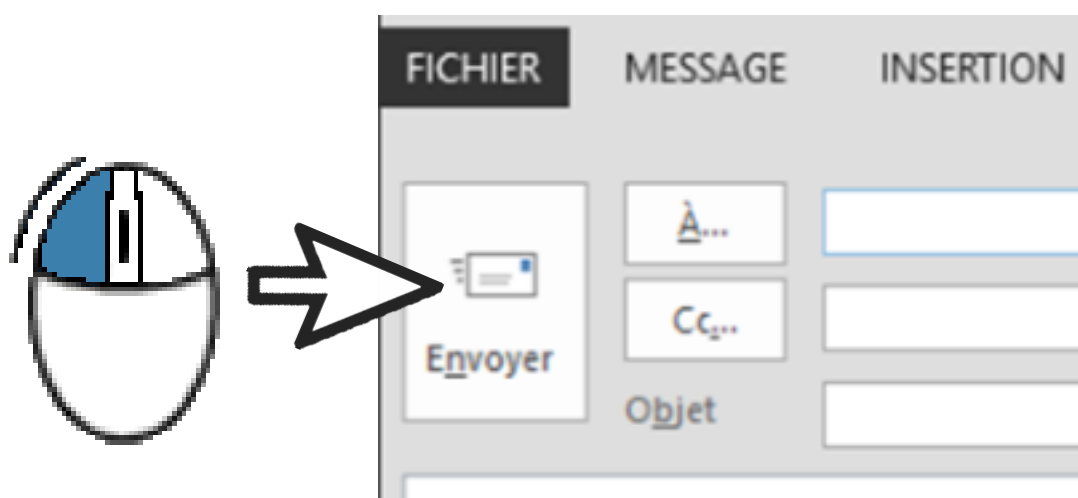 FICHIER MESSAGE INSERTION
À...
Cc...
Envoyer
Objet